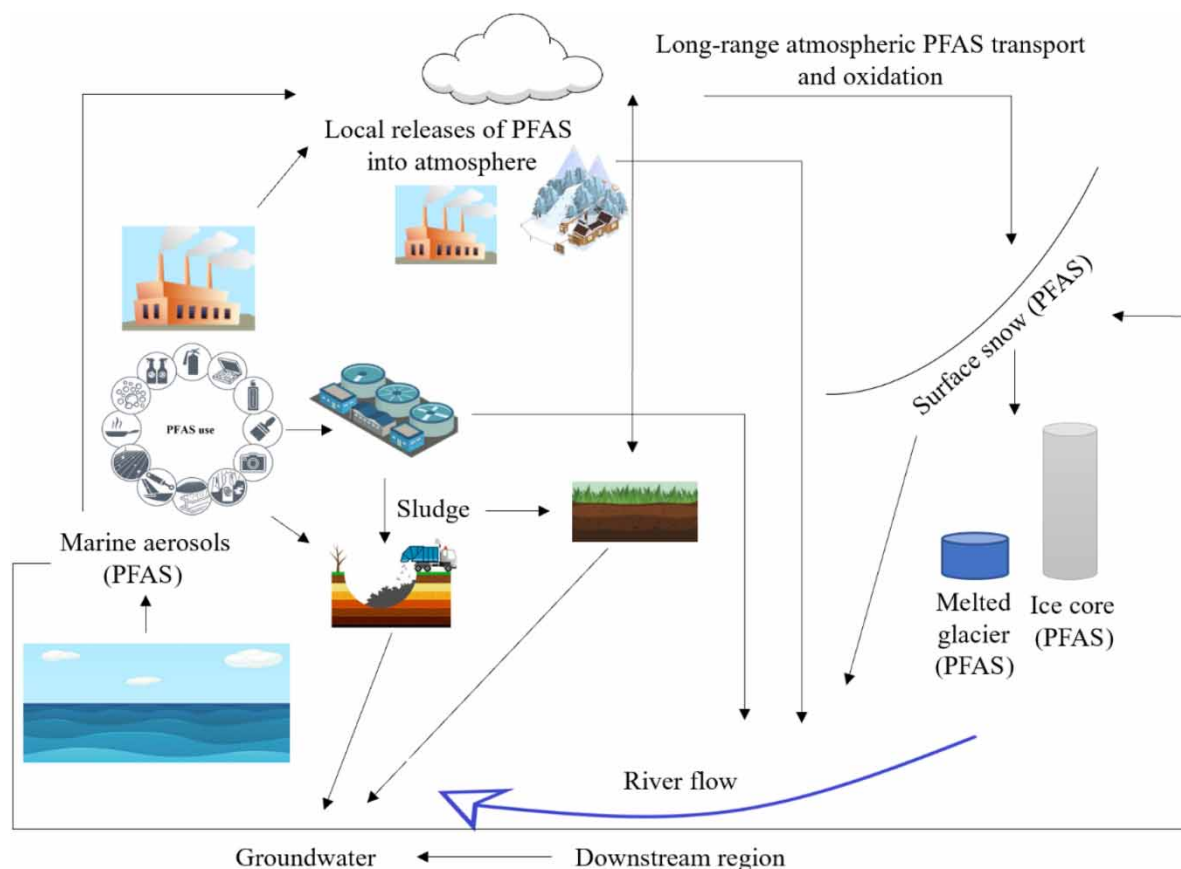 Long-range atmospheric PFAS transport
and oxidation
Local releases of PFAS
into atmosphere
Surface snow (PFAS)
PFAS use
Sludge
Marine aerosols
(PFAS)
Melted
glacier
(PFAS)
Ice core
(PFAS)
River flow
Groundwater
Downstream region